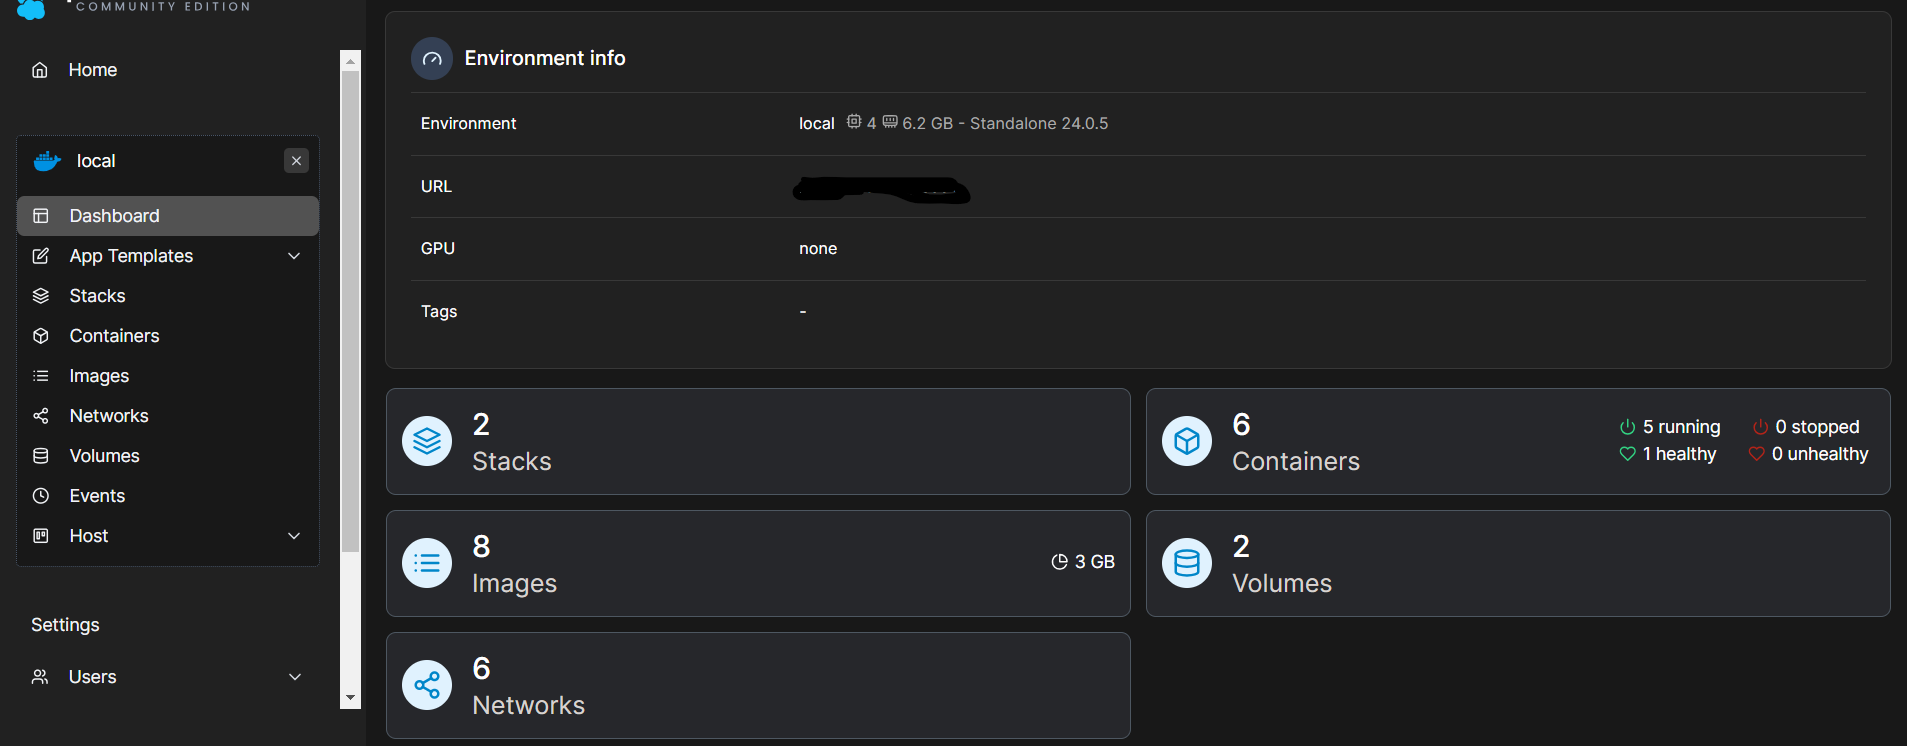 COMMUNITY EDITION
Home
local
Dashboard
App Templates
Stacks
Containers
Images
Networks
Volumes
Events
Host
Settings
Users
Environment info
Environment local 4 6.2 GB - Standalone 24.0.5
URL
GPU none
Tags -
2
Stacks
6
Containers
5 running 0 stopped
1 healthy 0 unhealthy
8
Images
3 GB
2
Volumes
6
Networks